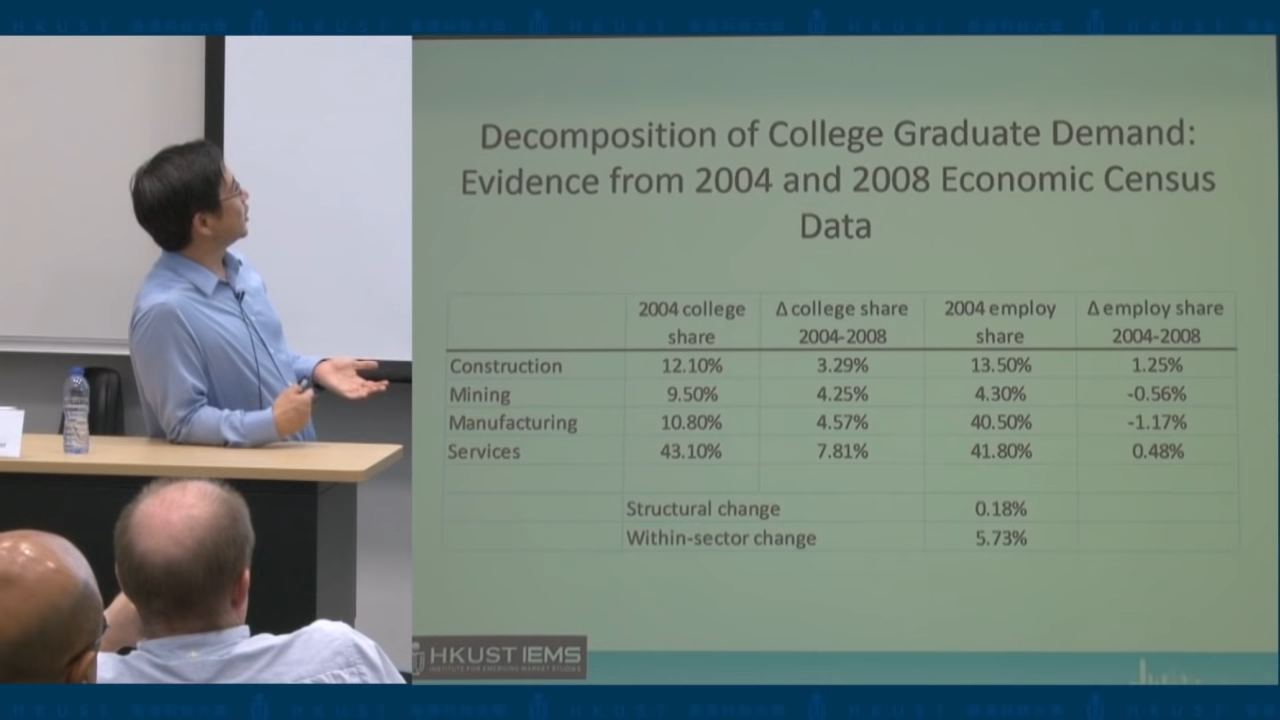 Decomposition of College Graduate Demand:
Evidence from 2004 and 2008 Economic Census
Data
2004 college share Δ college share 2004-2008 2004 employ share Δ employ share 2004-2008
Construction 12.10% 3.29% 13.50% 1.25%
Mining 9.50% 4.25% 4.30% -0.56%
Manufacturing 10.80% 4.57% 40.50% -1.17%
Services 43.10% 7.81% 41.80% 0.48%
Structural change 0.18%
Within-sector change 5.73%
HKUST IEMS
INSTITUTE FOR EMERGING MARKET STUDIES